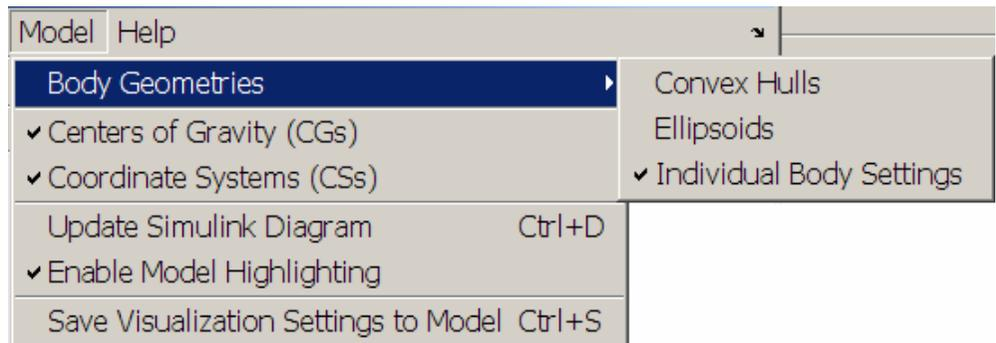 Model Help
Body Geometries
Centers of Gravity (CGs)
Coordinate Systems (CSs)
Update Simulink Diagram Ctrl+D
Enable Model Highlighting
Save Visualization Settings to Model Ctrl+S
Convex Hulls
Ellipsoids
Individual Body Settings